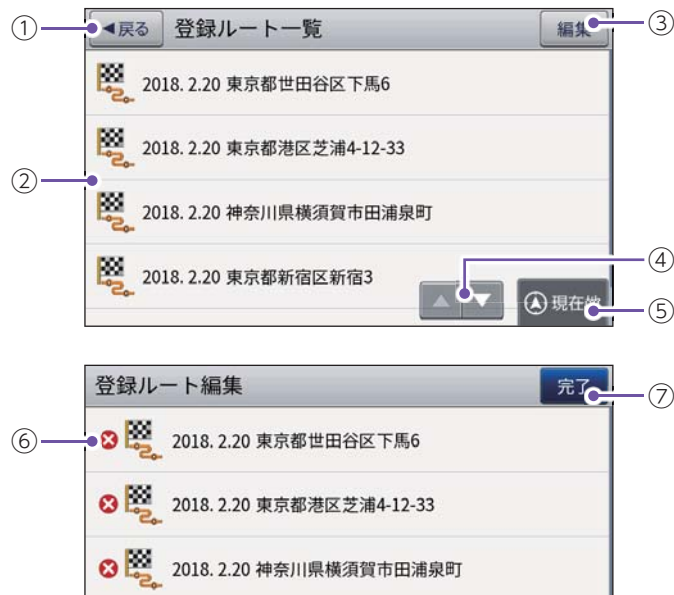 ① ◀戻る 登録ルート一覧 編集 ③
2018. 2.20 東京都世田谷区下馬6
2018. 2.20 東京都港区芝浦4-12-33
②
2018. 2.20 神奈川県横須賀市田浦泉町
④
2018. 2.20 東京都新宿区新宿3
▲ ▼ 現在地 ⑤
登録ルート編集 完了 ⑦
⑥ 2018. 2.20 東京都世田谷区下馬6
2018. 2.20 東京都港区芝浦4-12-33
2018. 2.20 神奈川県横須賀市田浦泉町